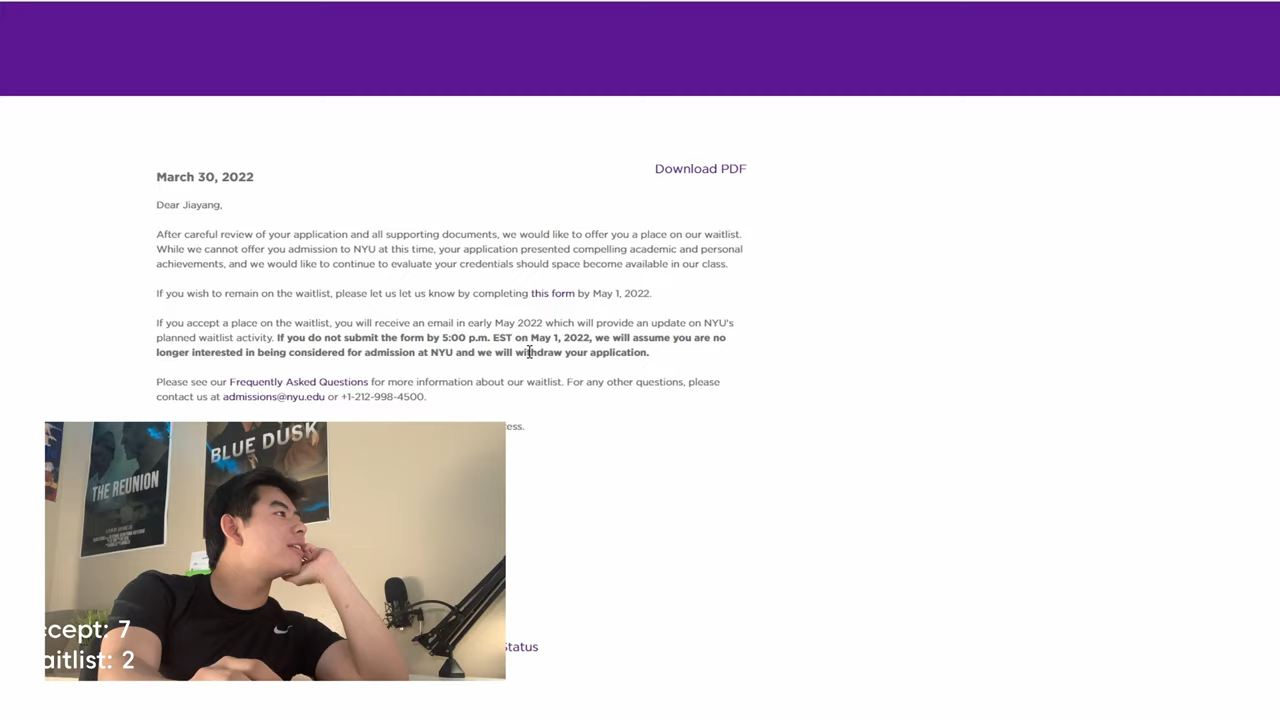 Download PDF
March 30, 2022
Dear Jiayang,
After careful review of your application and all supporting documents, we would like to offer you a place on our waitlist.
While we cannot offer you admission to NYU at this time, your application presented compelling academic and personal
achievements, and we would like to continue to evaluate your credentials should space become available in our class.
If you wish to remain on the waitlist, please let us let us know by completing this form by May 1, 2022.
If you accept a place on the waitlist, you will receive an email in early May 2022 which will provide an update on NYU's
planned waitlist activity. If you do not submit the form by 5:00 p.m. EST on May 1, 2022, we will assume you are no
longer interested in being considered for admission at NYU and we will withdraw your application.
Please see our Frequently Asked Questions for more information about our waitlist. For any other questions, please
contact us at admissions@nyu.edu or +1-212-998-4500.
ess.
BLUE DUSK
THE REUNION
ccept: 7
aitlist: 2
Status